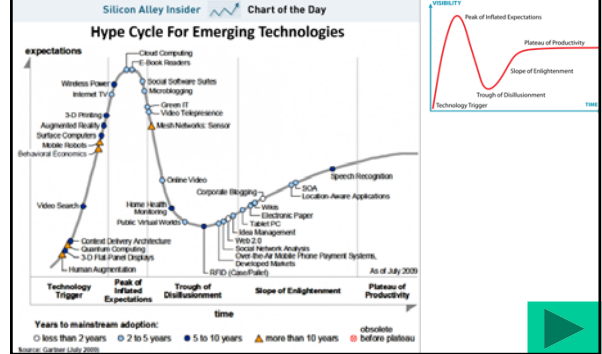 Silicon Alley Insider Chart of the Day
Hype Cycle For Emerging Technologies
expectations
Cloud Computing
E-Book Readers
Wireless Power
Social Software Suites
Internet TV
Microblogging
Green IT
3-D Printing
Video Telepresence
Augmented Reality
Mesh Networks: Sensor
Surface Computers
Mobile Robots
Behavioral Economics
Online Video
Speech Recognition
Corporate Blogging
SOA
Location-Aware Applications
Video Search
Home Health
Monitoring
Wikis
Electronic Paper
Public Virtual Worlds
Tablet PC
Idea Management
Web 2.0
Context Delivery Architecture
Social Network Analysis
Quantum Computing
Over-the-Air Mobile Phone Payment Systems,
3-D Flat-Panel Displays
Developed Markets
Human Augmentation
RFID (Case/Pallet)
As of July 2009
Technology
Trigger
Peak of
Inflated
Expectations
Trough of
Disillusionment
Slope of Enlightenment
Plateau of
Productivity
time
Years to mainstream adoption:
less than 2 years
2 to 5 years
5 to 10 years
more than 10 years
obsolete
before plateau
Source: Gartner (July 2009)
VISIBILITY
Peak of Inflated Expectations
Plateau of Productivity
Slope of Enlightenment
Trough of Disillusionment
Technology Trigger
TIME